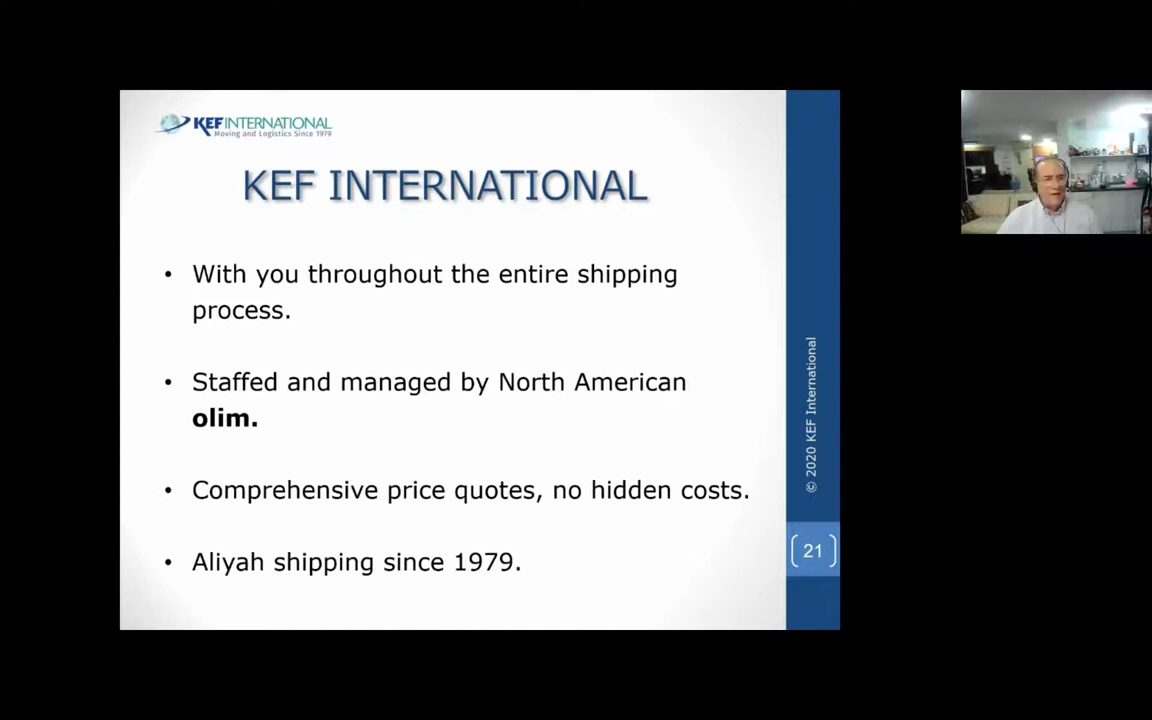 KEF INTERNATIONAL
Moving and Logistics Since 1979
KEF INTERNATIONAL
• With you throughout the entire shipping
process.
• Staffed and managed by North American
olim.
• Comprehensive price quotes, no hidden costs.
• Aliyah shipping since 1979.
© 2020 KEF International
21